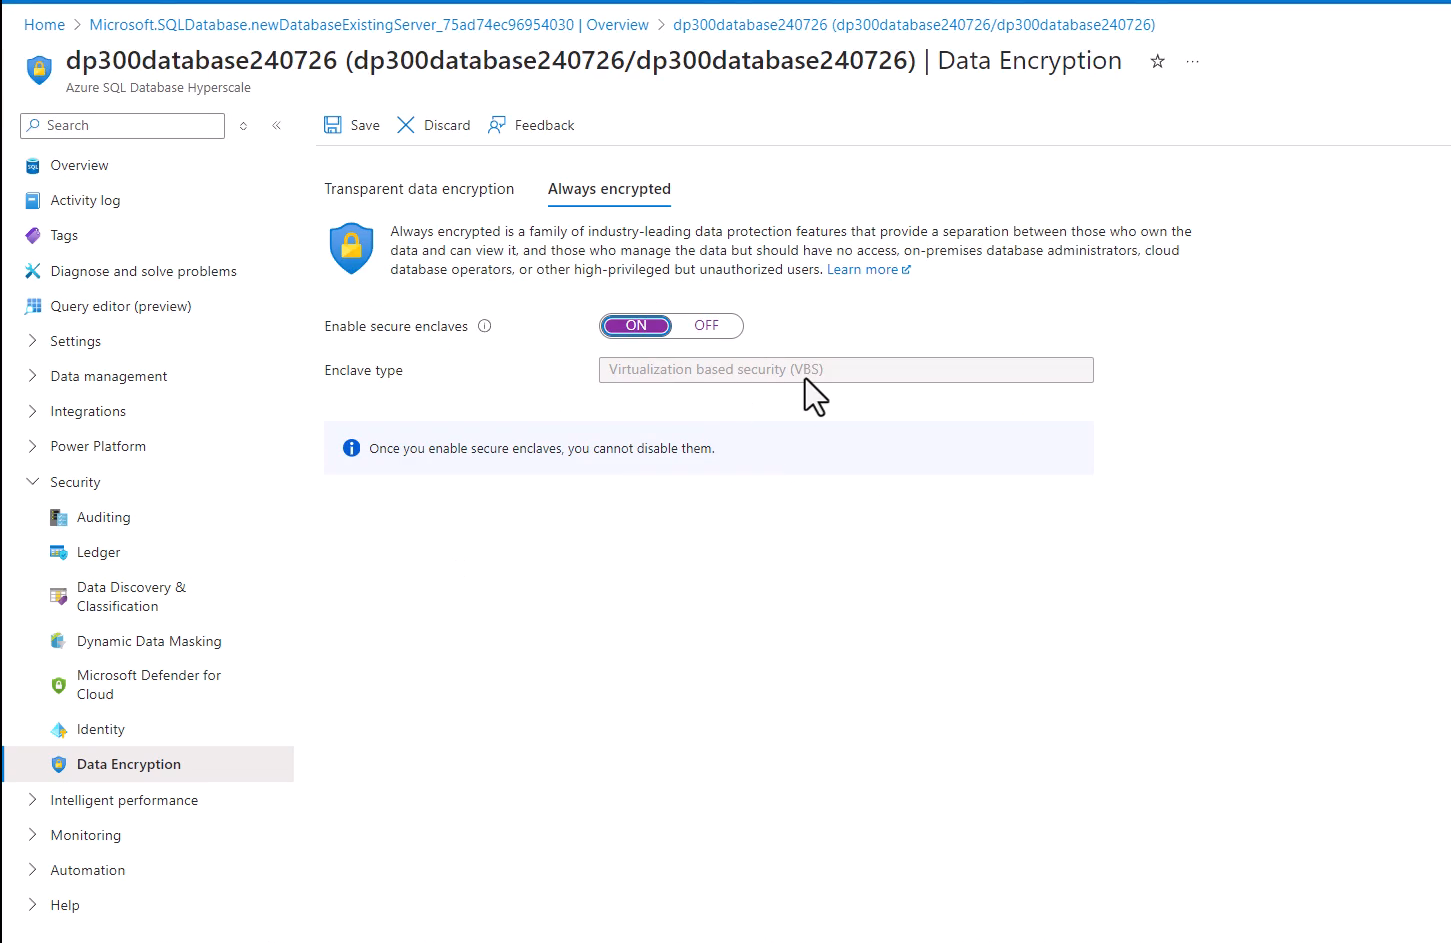 Home > Microsoft.SQLDatabase.newDatabaseExistingServer_75ad74ec96954030 | Overview > dp300database240726 (dp300database240726/dp300database240726)
dp300database240726 (dp300database240726/dp300database240726) | Data Encryption
Azure SQL Database Hyperscale
Search
Save
Discard
Feedback
Overview
Activity log
Tags
Diagnose and solve problems
Query editor (preview)
Settings
Data management
Integrations
Power Platform
Security
Auditing
Ledger
Data Discovery &
Classification
Dynamic Data Masking
Microsoft Defender for
Cloud
Identity
Data Encryption
Intelligent performance
Monitoring
Automation
Help
Transparent data encryption
Always encrypted
Always encrypted is a family of industry-leading data protection features that provide a separation between those who own the
data and can view it, and those who manage the data but should have no access, on-premises database administrators, cloud
database operators, or other high-privileged but unauthorized users. Learn more
Enable secure enclaves
ON OFF
Enclave type
Virtualization based security (VBS)
Once you enable secure enclaves, you cannot disable them.